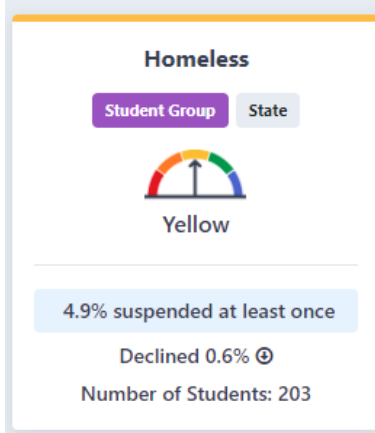 Homeless
Student Group State
Yellow
4.9% suspended at least once
Declined 0.6%
Number of Students: 203